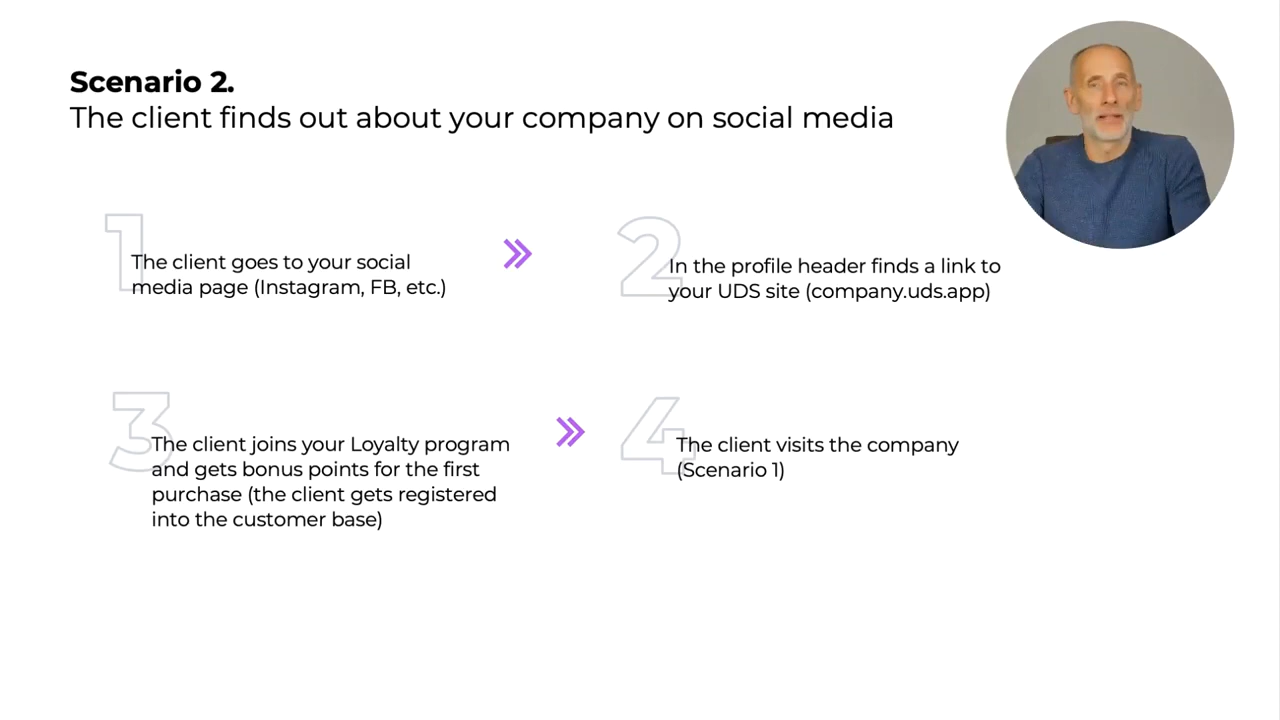 Scenario 2.
The client finds out about your company on social media
1
The client goes to your social
media page (Instagram, FB, etc.)
2
In the profile header finds a link to
your UDS site (company.uds.app)
3
The client joins your Loyalty program
and gets bonus points for the first
purchase (the client gets registered
into the customer base)
4
The client visits the company
(Scenario 1)